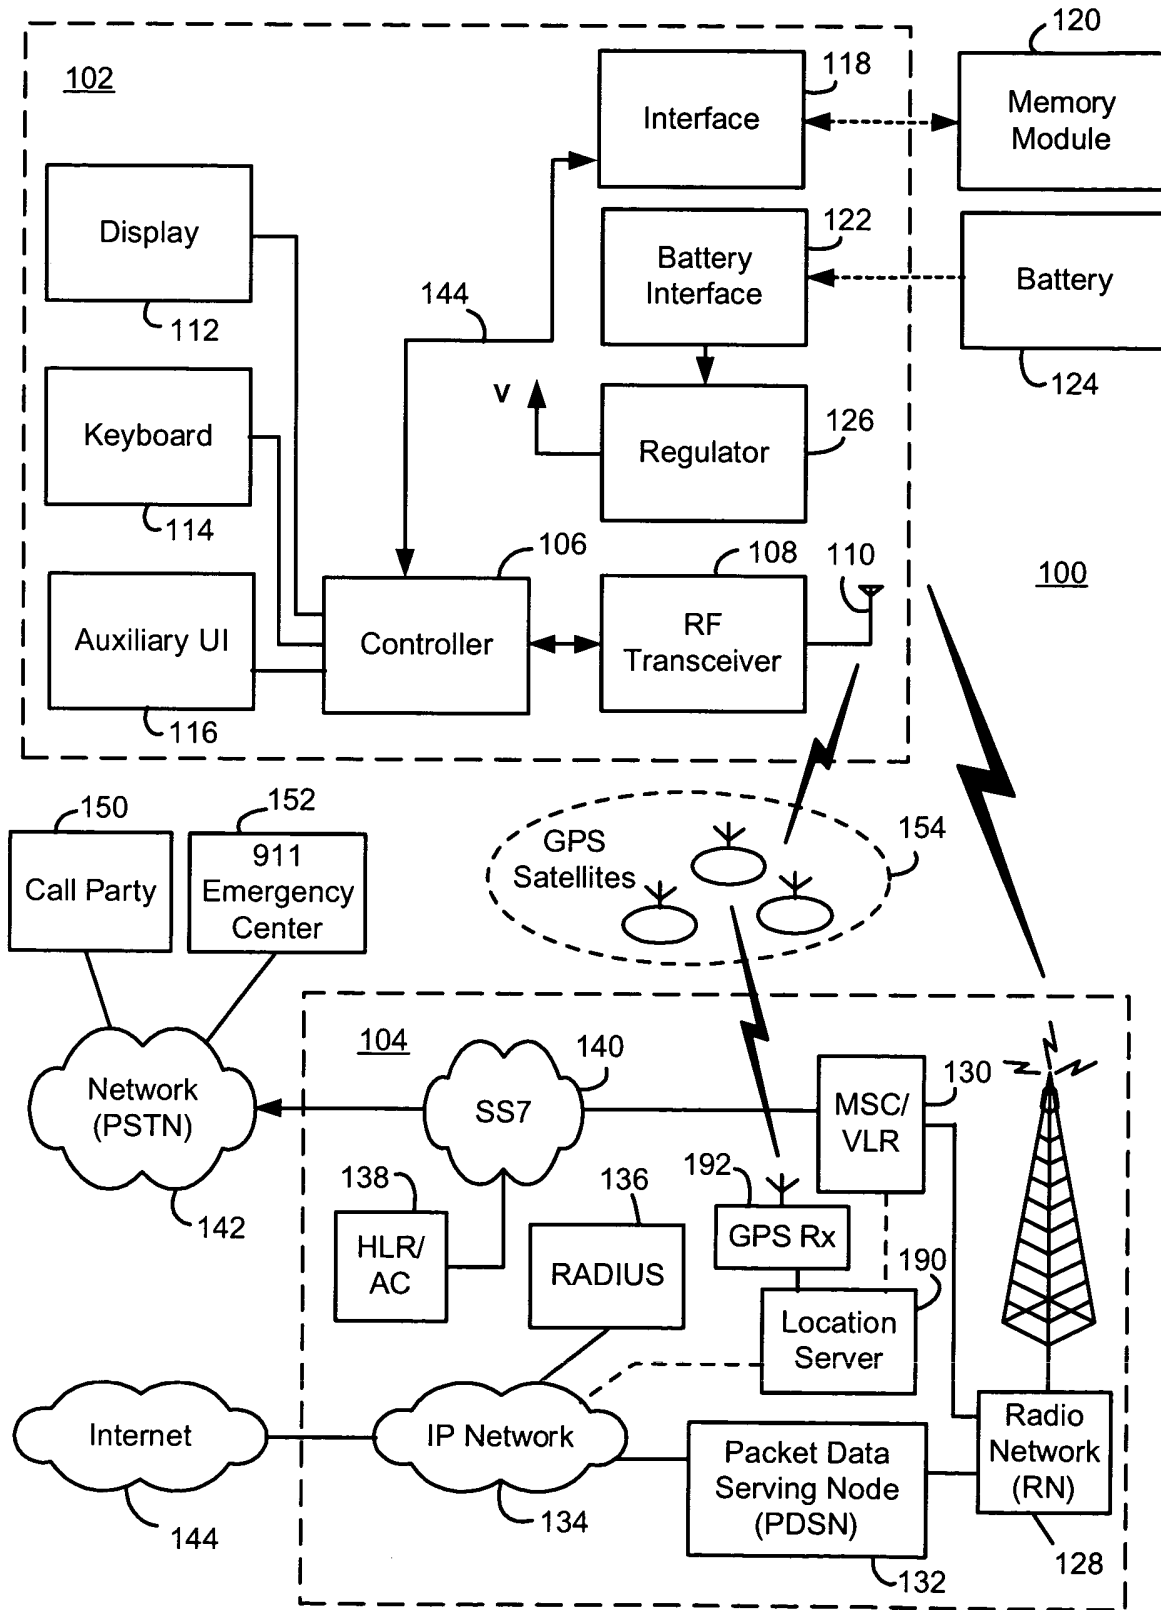 120
102
118
Interface
Memory
Module
Display
122
Battery
Interface
Battery
112
144
124
V
Keyboard
Regulator
126
114
106
108
110
100
Auxiliary UI
Controller
RF
Transceiver
116
150
152
GPS
Satellites
154
Call Party
911
Emergency
Center
104
140
130
Network
(PSTN)
SS7
MSC/
VLR
138
136
192
142
HLR/
AC
RADIUS
GPS Rx
190
Location
Server
Internet
IP Network
Packet Data
Serving Node
(PDSN)
Radio
Network
(RN)
144
134
132
128